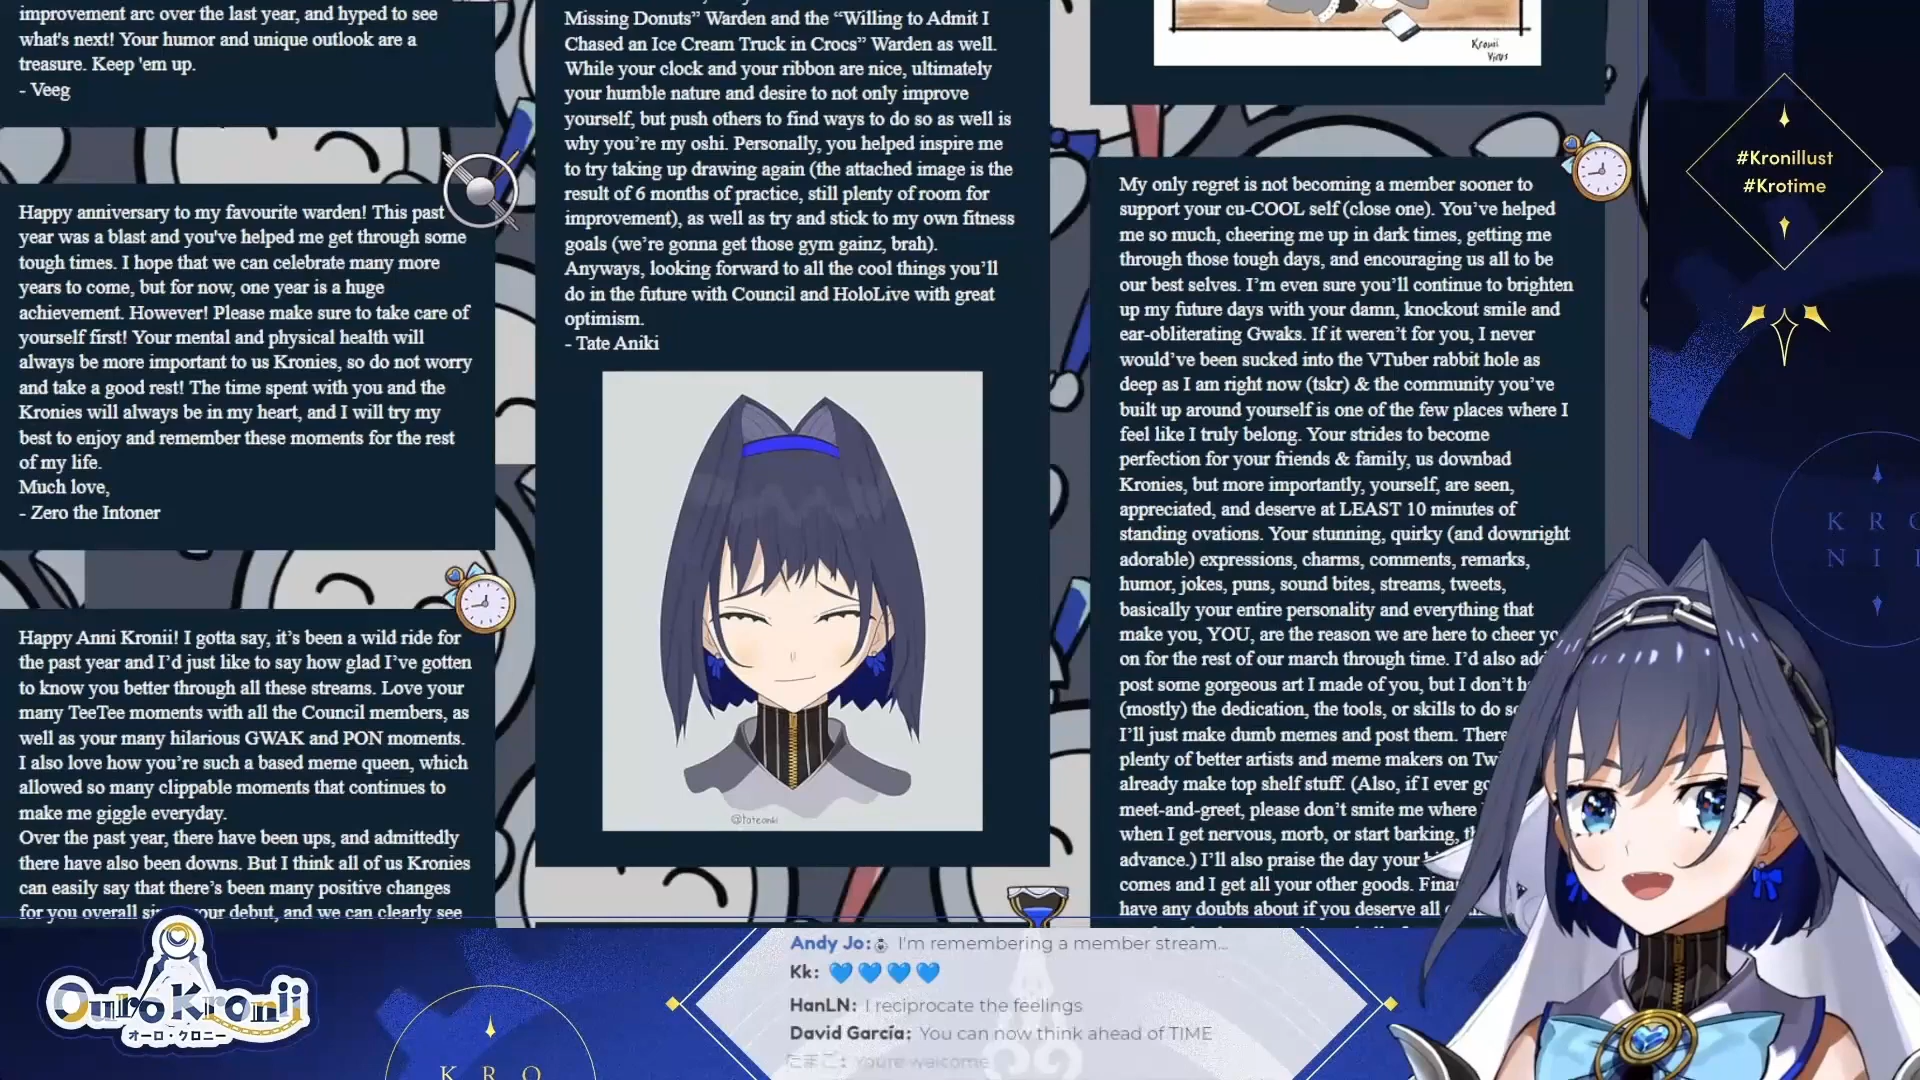 improvement arc over the last year, and hyped to see
what's next! Your humor and unique outlook are a
treasure. Keep 'em up.
- Veeg
Happy anniversary to my favourite warden! This past
year was a blast and you've helped me get through some
tough times. I hope that we can celebrate many more
years to come, but for now, one year is a huge
achievement. However! Please make sure to take care of
yourself first! Your mental and physical health will
always be more important to us Kronies, so do not worry
and take a good rest! The time spent with you and the
Kronies will always be in my heart, and I will try my
best to enjoy and remember these moments for the rest
of my life.
Much love,
- Zero the Intoner
Happy Anni Kronii! I gotta say, it's been a wild ride for
the past year and I'd just like to say how glad I've gotten
to know you better through all these streams. Love your
many TeeTee moments with all the Council members, as
well as your many hilarious GWAK and PON moments.
I also love how you're such a based meme queen, which
allowed so many clippable moments that continues to
make me giggle everyday.
Over the past year, there have been ups, and admittedly
there have also been downs. But I think all of us Kronies
can easily say that there's been many positive changes
for you overall your debut, and we can clearly see
Missing Donuts” Warden and the “Willing to Admit I
Chased an Ice Cream Truck in Crocs” Warden as well.
While your clock and your ribbon are nice, ultimately
your humble nature and desire to not only improve
yourself, but push others to find ways to do so as well is
why you’re my oshi. Personally, you helped inspire me
to try taking up drawing again (the attached image is the
result of 6 months of practice, still plenty of room for
improvement), as well as try and stick to my own fitness
goals (we’re gonna get those gym gainz, brah).
Anyways, looking forward to all the cool things you’ll
do in the future with Council and HoloLive with great
optimism.
- Tate Aniki
Kronii
My only regret is not becoming a member sooner to
support your cu-COOL self (close one). You’ve helped
me so much, cheering me up in dark times, getting me
through those tough days, and encouraging us all to be
our best selves. I’m even sure you’ll continue to brighten
up my future days with your damn, knockout smile and
ear-obliterating Gwaks. If it weren’t for you, I never
would’ve been sucked into the VTuber rabbit hole as
deep as I am right now (tskr) & the community you’ve
built up around yourself is one of the few places where I
feel like I truly belong. Your strides to become
perfection for your friends & family, us downbad
Kronies, but more importantly, yourself, are seen,
appreciated, and deserve at LEAST 10 minutes of
standing ovations. Your stunning, quirky (and downright
adorable) expressions, charms, comments, remarks,
humor, jokes, puns, sound bites, streams, tweets,
basically your entire personality and everything that
make you, YOU, are the reason we are here to cheer yo
on for the rest of our march through time. I’d also ad
post some gorgeous art I made of you, but I don’t h
(mostly) the dedication, the tools, or skills to do s
I’ll just make dumb memes and post them. There
plenty of better artists and meme makers on Tw
already make top shelf stuff. (Also, if I ever g
meet-and-greet, please don’t smite me where
when I get nervous, morb, or start barking, t
advance.) I’ll also praise the day your
comes and I get all your other goods. Fina
have any doubts about if you deserve all
#Kronillust
#Krotime
K R
N I
Ouro Kronii
オーロ・クロニー
K R O
Andy Jo: I'm remembering a member stream...
Kk: 💙💙💙💙
HanLN: I reciprocate the feelings
David García: You can now think ahead of TIME
たまご: You're welcome